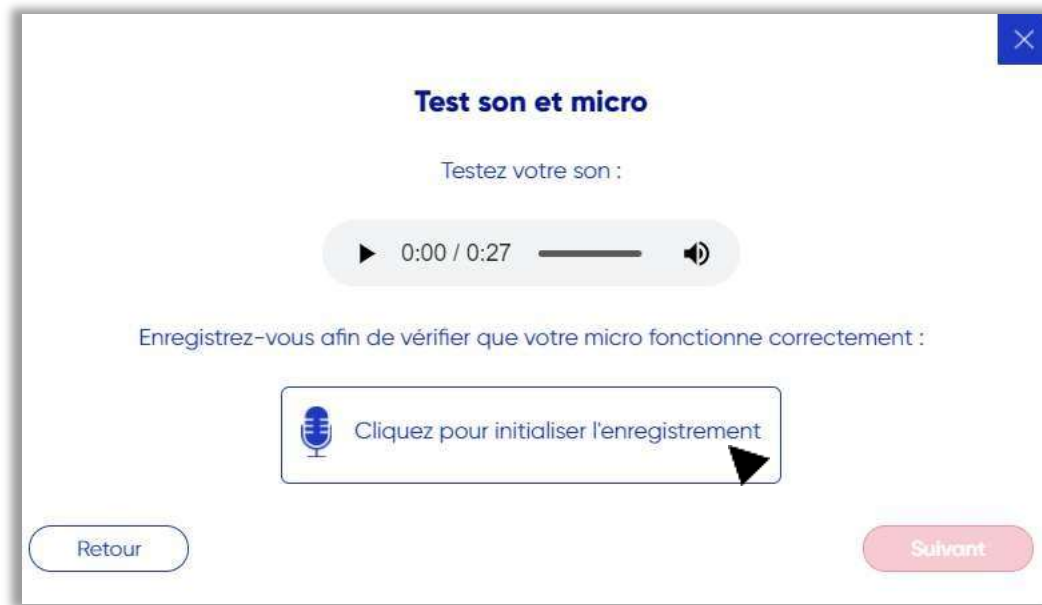 Test son et micro
Testez votre son :
0:00 / 0:27
Enregistrez-vous afin de vérifier que votre micro fonctionne correctement :
Cliquez pour initialiser l'enregistrement
Retour
Suivant